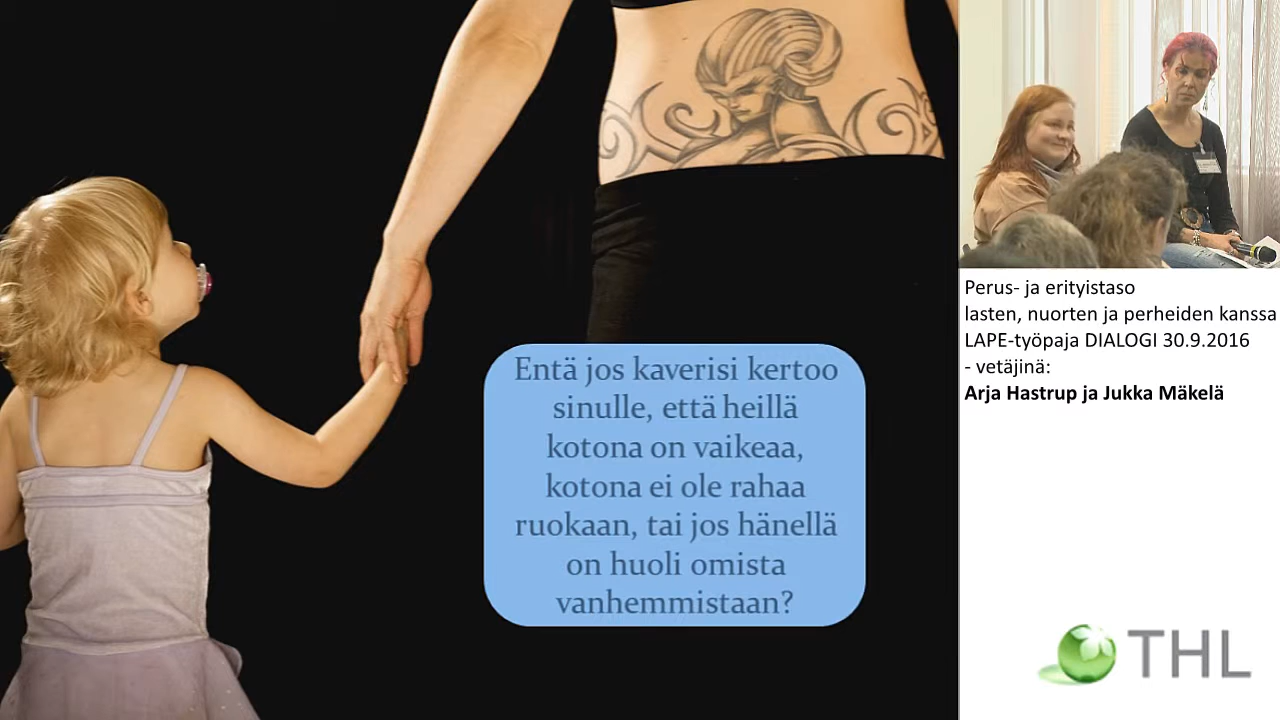 Entä jos kaverisi kertoo
sinulle, että heillä
kotona on vaikeaa,
kotona ei ole rahaa
ruokaan, tai jos hänellä
on huoli omista
vanhemmistaan?
Perus- ja erityistaso
lasten, nuorten ja perheiden kanssa
LAPE-työpaja DIALOGI 30.9.2016
- vetäjinä:
Arja Hastrup ja Jukka Mäkelä
THL